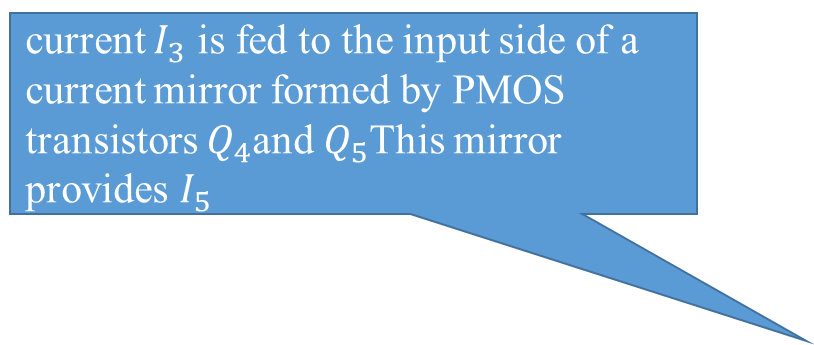 current I₃ is fed to the input side of a
current mirror formed by PMOS
transistors Q₄and Q₅This mirror
provides I₅